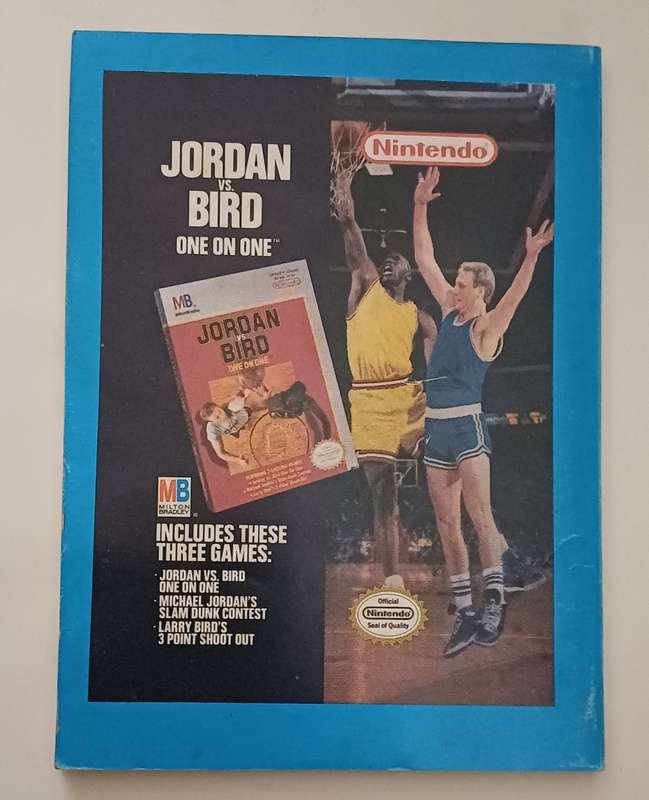 JORDAN
VS.
BIRD
ONE ON ONE™
Nintendo®
MB
JORDAN
VS
BIRD
ONE ON ONE
MB
MILTON
BRADLEY®
INCLUDES THESE
THREE GAMES:
· JORDAN VS. BIRD
ONE ON ONE
· MICHAEL JORDAN'S
SLAM DUNK CONTEST
· LARRY BIRD'S
3 POINT SHOOT OUT
Official
Nintendo
Seal of Quality